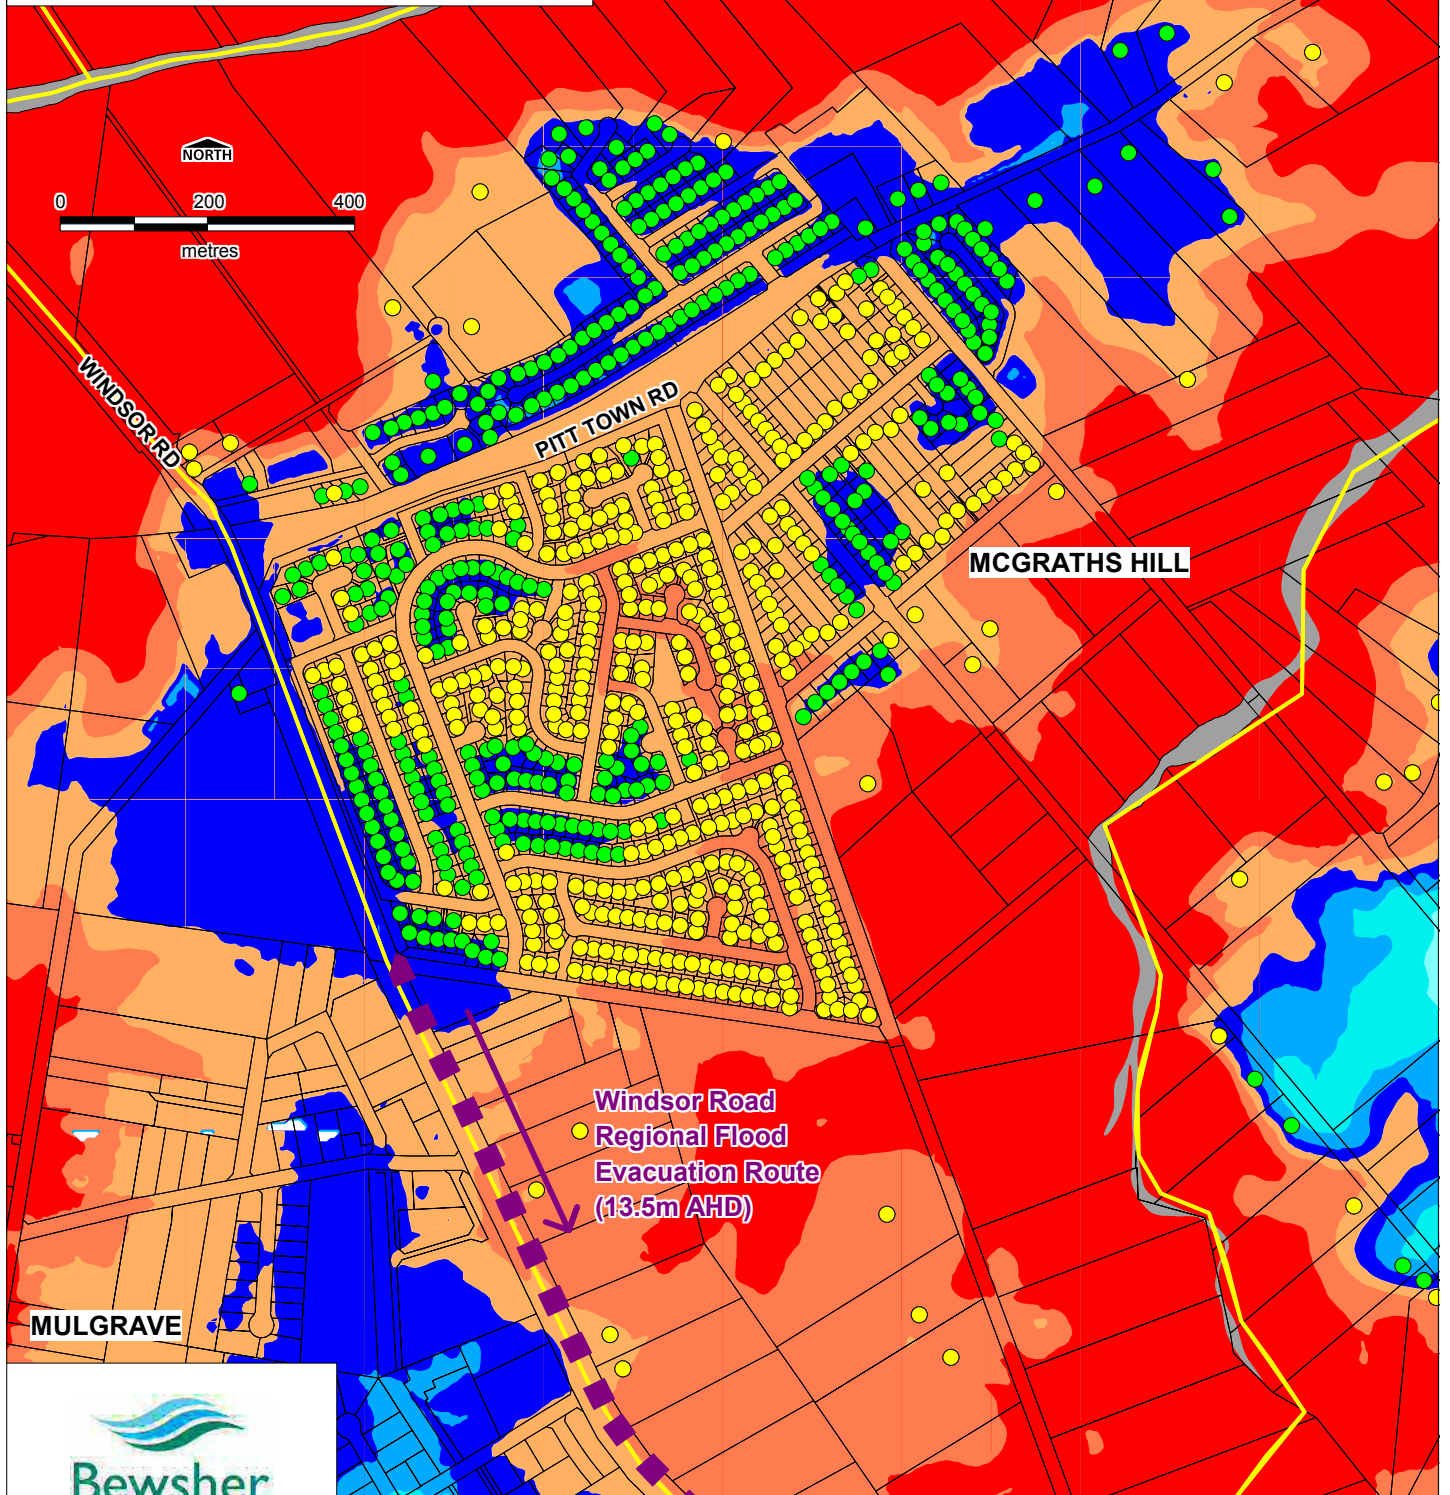 NORTH
0 200 400
metres
WINDSOR RD
PITT TOWN RD
MCGRATHS HILL
Windsor Road
Regional Flood
Evacuation Route
(13.5m AHD)
MULGRAVE
Bewsher